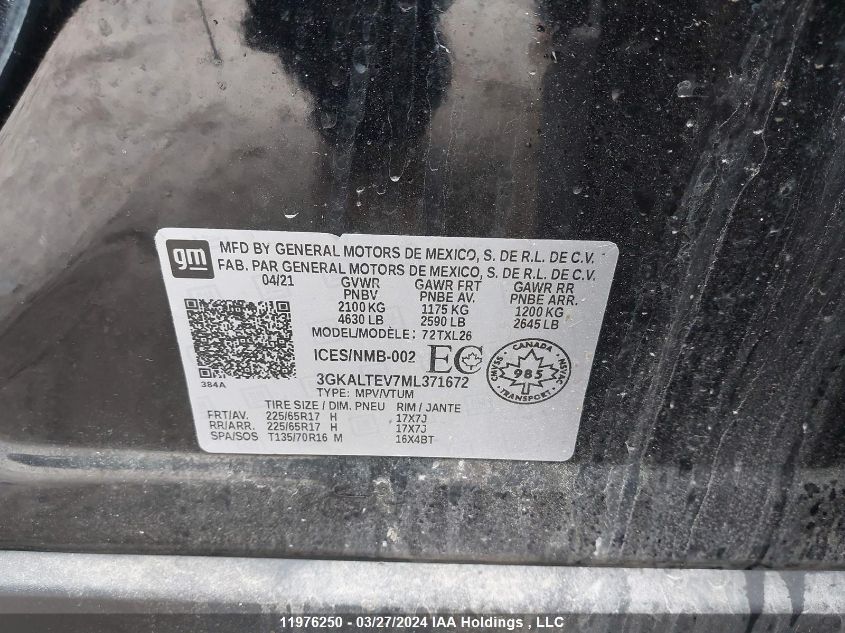 gm
MFD BY GENERAL MOTORS DE MEXICO, S. DE R.L. DE C.V.
FAB. PAR GENERAL MOTORS DE MEXICO, S. DE R.L. DE C.V.
04/21 GVWR GAWR FRT GAWR RR
PNBV PNBE AV. PNBE ARR.
2100 KG 1175 KG 1200 KG
4630 LB 2590 LB 2645 LB
MODEL/MODÈLE: 72TXL26
ICES/NMB-002 EC
CANADA
CMVSS 985 NSVAC
TRANSPORT
384A
3GKALTEV7ML371672
TYPE: MPV/VTUM
TIRE SIZE / DIM. PNEU RIM / JANTE
FRT/AV. 225/65R17 H 17X7J
RR/ARR. 225/65R17 H 17X7J
SPA/SOS T135/70R16 M 16X4BT
11976250 - 03/27/2024 IAA Holdings , LLC